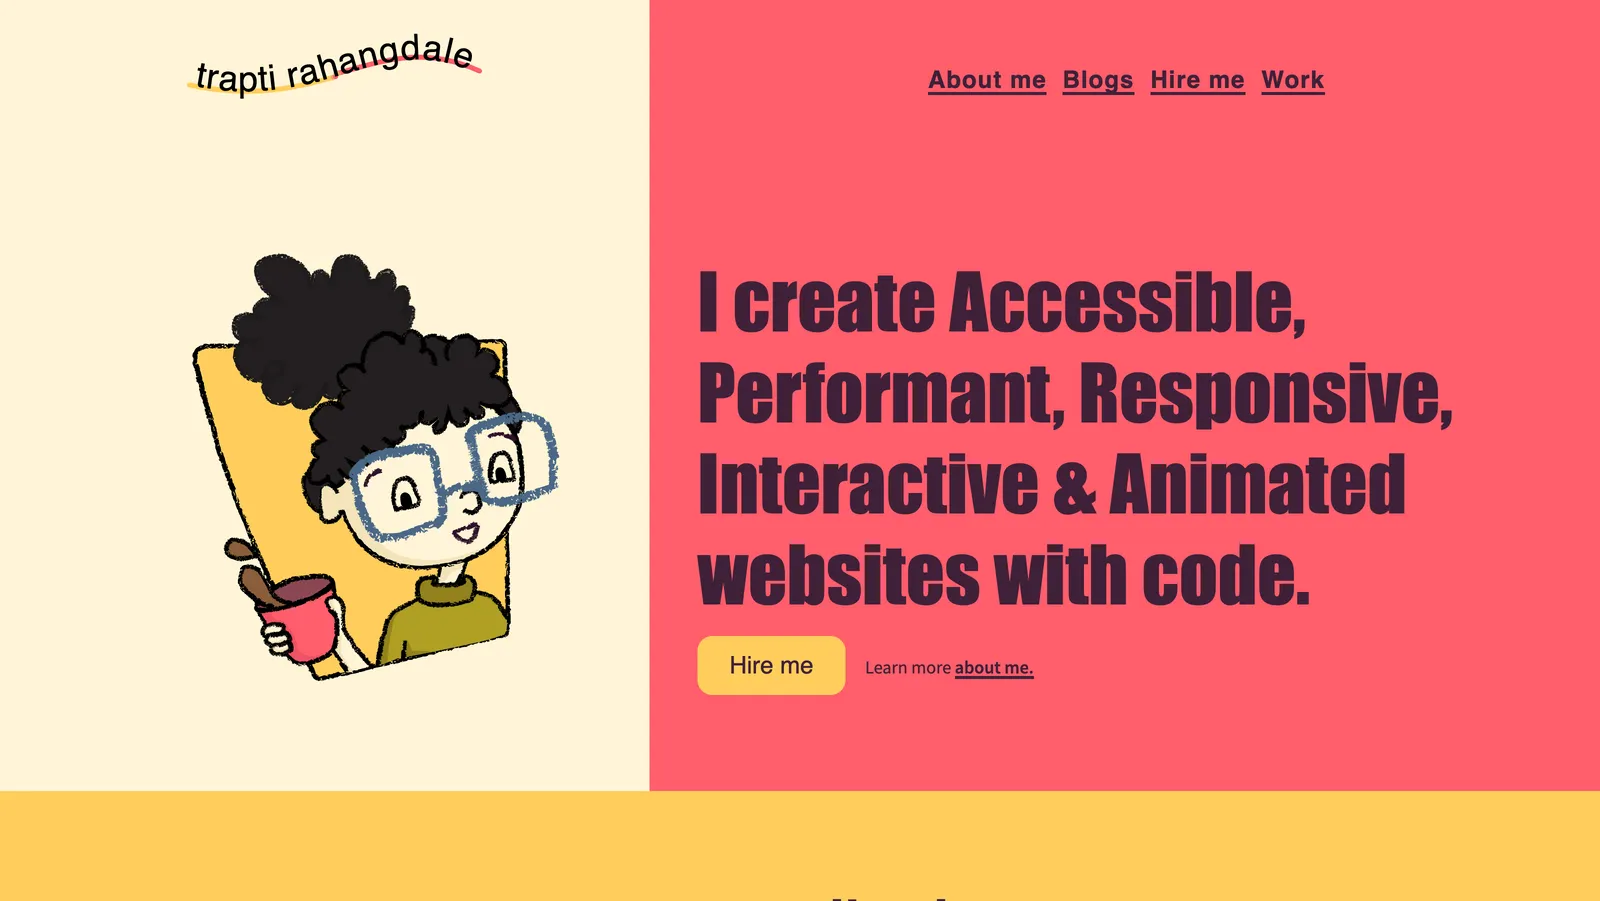 trapti rahangdale
About me Blogs Hire me Work
I create Accessible,
Performant, Responsive,
Interactive & Animated
websites with code.
Hire me
Learn more about me.